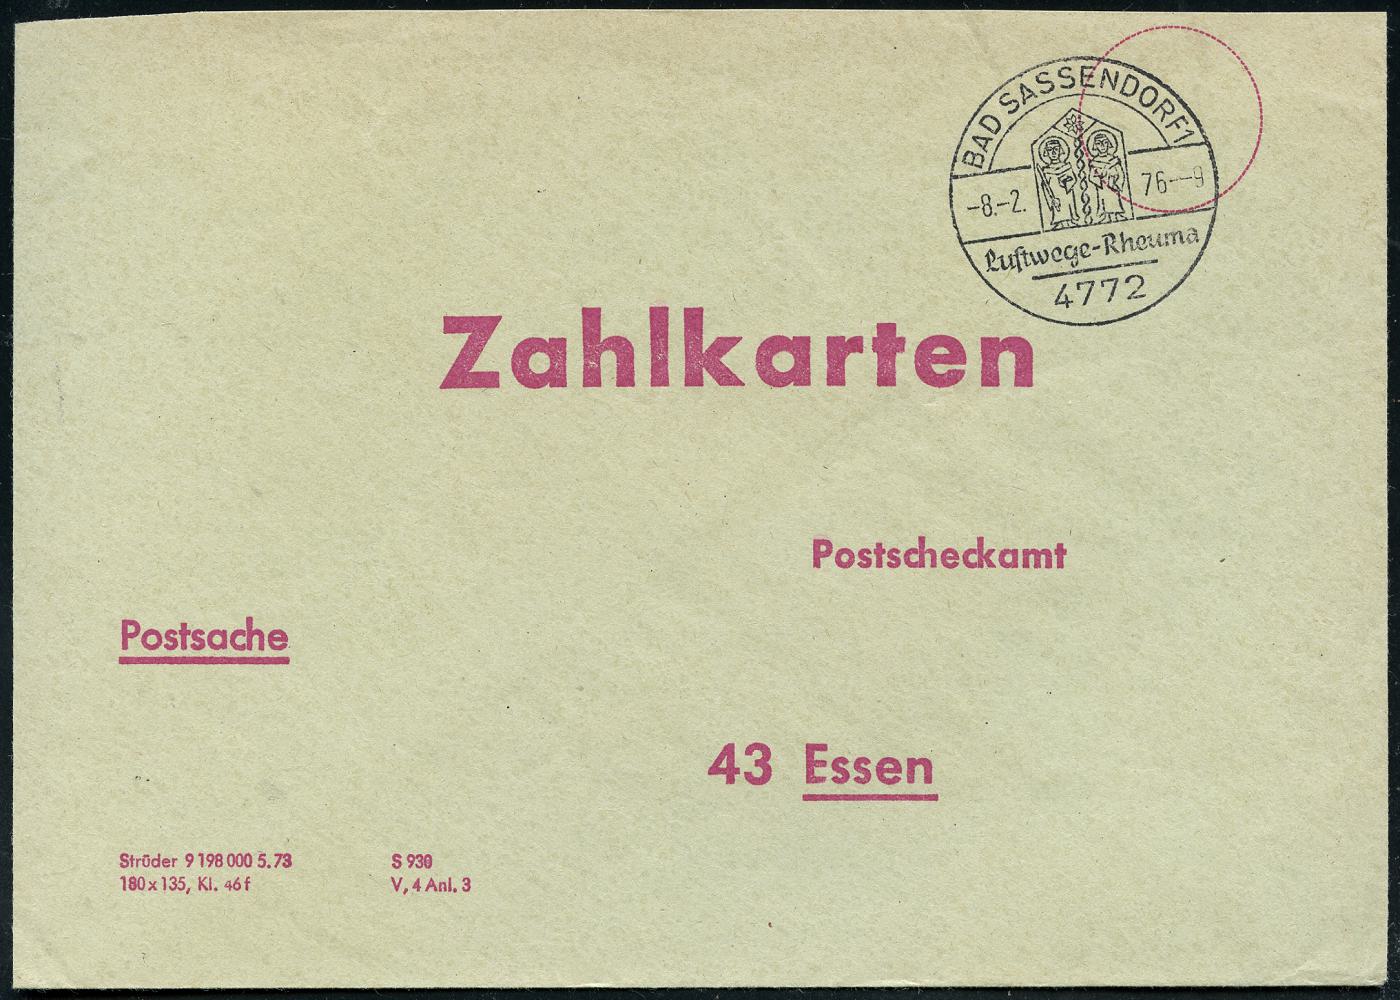 BAD SASSENDORF 1
-8.-2. 76--9
Luftwege-Rheuma
4772
Zahlkarten
Postscheckamt
Postsache
43 Essen
Strüder 9 198 000 5.73
180 x 135, Kl. 46 f
S 930
V, 4 Anl. 3